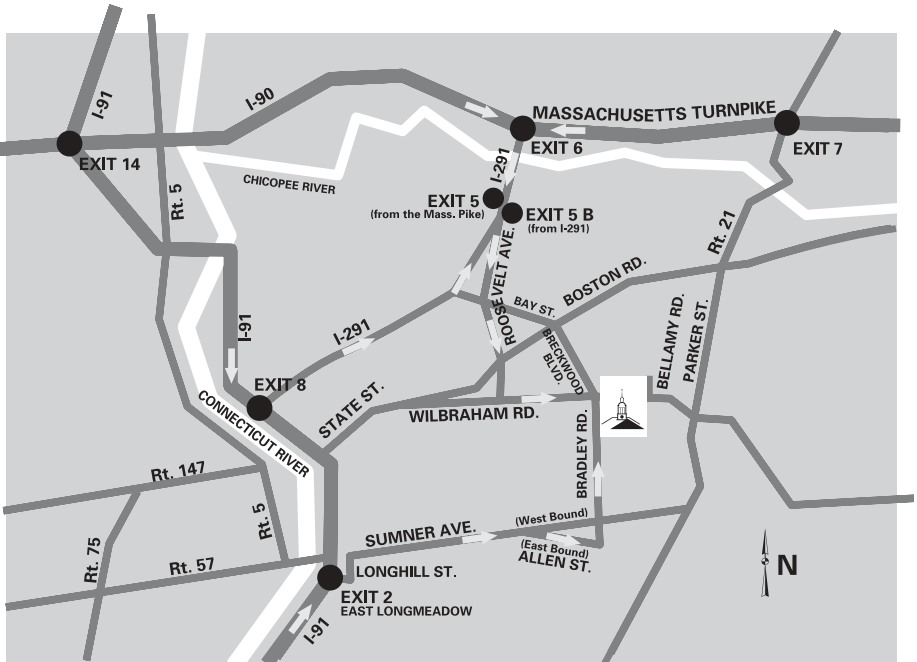 I-91
I-90
MASSACHUSETTS TURNPIKE
EXIT 14
EXIT 6
EXIT 7
I-291
CHICOPEE RIVER
Rt. 5
EXIT 5
(from the Mass. Pike)
EXIT 5 B
(from I-291)
Rt. 21
ROOSEVELT AVE.
BOSTON RD.
BAY ST.
I-91
I-291
BRECKWOOD
BLVD.
BELLAMY RD.
PARKER ST.
EXIT 8
STATE ST.
WILBRAHAM RD.
CONNECTICUT RIVER
BRADLEY RD.
Rt. 147
Rt. 5
(West Bound)
SUMNER AVE.
(East Bound)
ALLEN ST.
Rt. 75
Rt. 57
LONGHILL ST.
N
EXIT 2
EAST LONGMEADOW
I-91